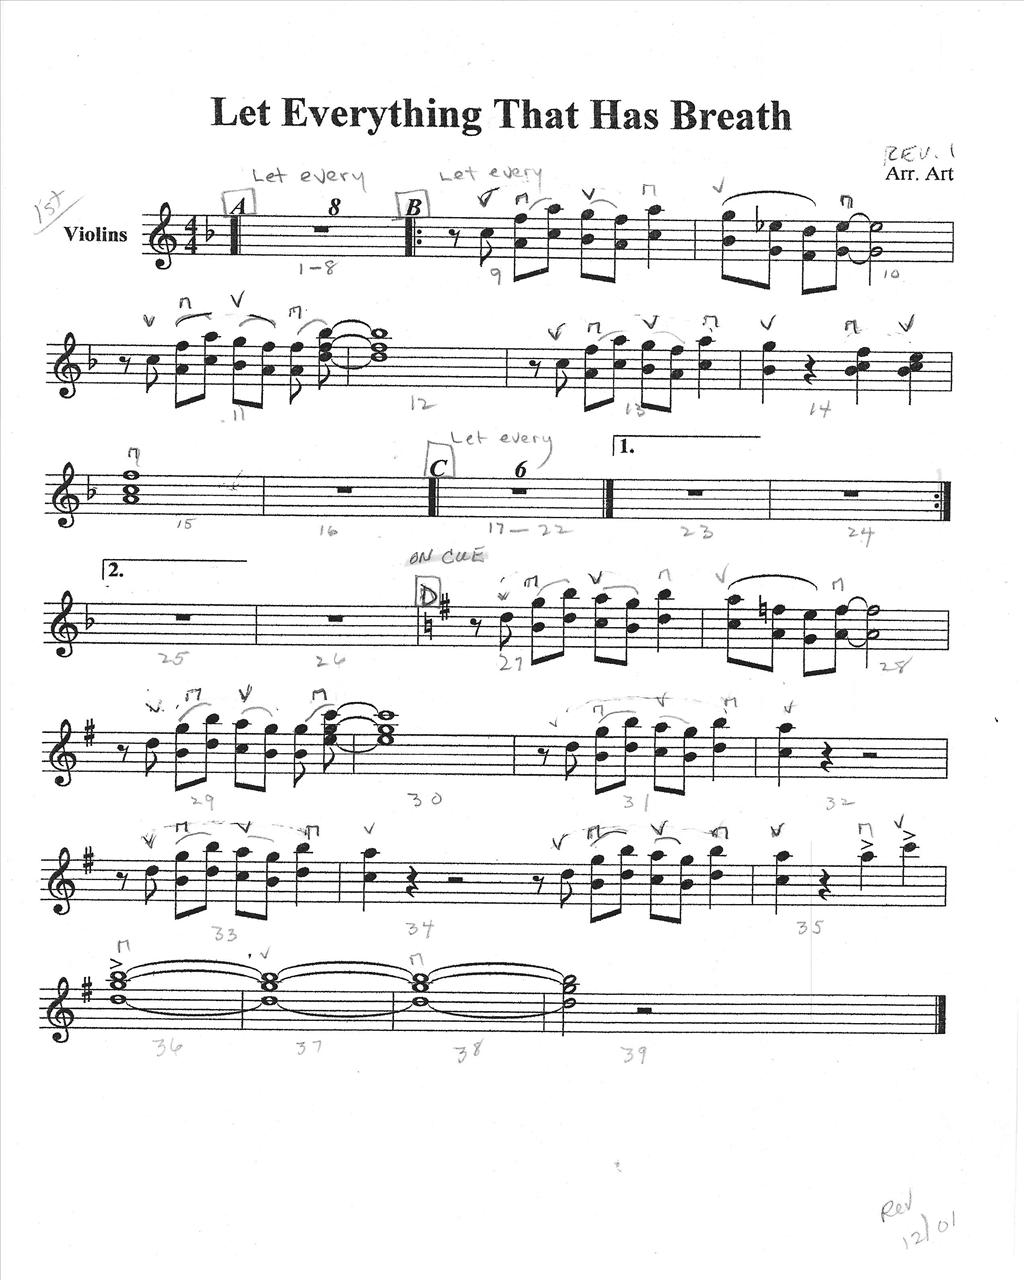 Let Everything That Has Breath
REV. 1
Arr. Art
1st
Let every
Let every
Violins
A
8
B
1-8
9
10
11
12
13
14
Let every
C
6
1.
15
16
17-22
23
24
2.
ON CUE
D
25
26
27
28
29
30
31
32
33
34
35
36
37
38
39
Rev
12/01